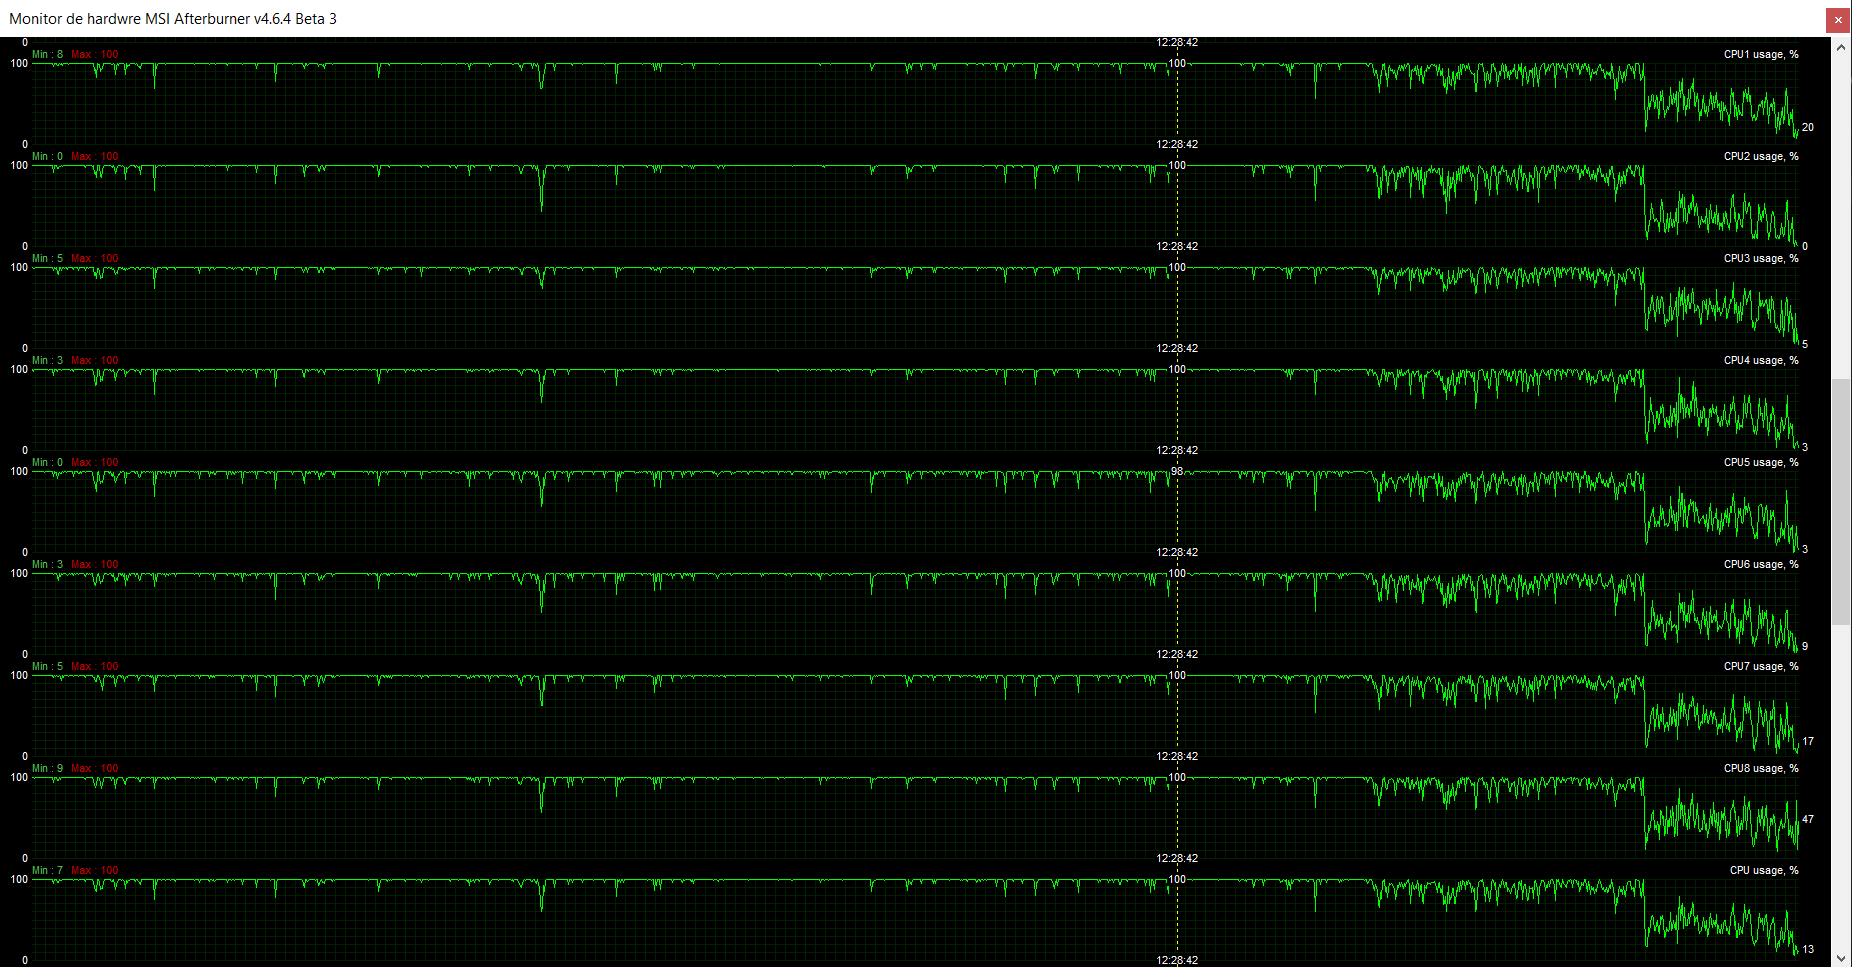 Monitor de hardwre MSI Afterburner v4.6.4 Beta 3
×
0 12:28:42
Min : 8 Max : 100 CPU1 usage, %
100 100
20
0 12:28:42
Min : 0 Max : 100 CPU2 usage, %
100 100
0 12:28:42 0
Min : 5 Max : 100 CPU3 usage, %
100 100
5
0 12:28:42
Min : 3 Max : 100 CPU4 usage, %
100 100
3
0 12:28:42
Min : 0 Max : 100 CPU5 usage, %
100 98
3
0 12:28:42
Min : 3 Max : 100 CPU6 usage, %
100 100
9
0 12:28:42
Min : 5 Max : 100 CPU7 usage, %
100 100
17
0 12:28:42
Min : 9 Max : 100 CPU8 usage, %
100 100
47
0 12:28:42
Min : 7 Max : 100 CPU usage, %
100 100
13
0 12:28:42